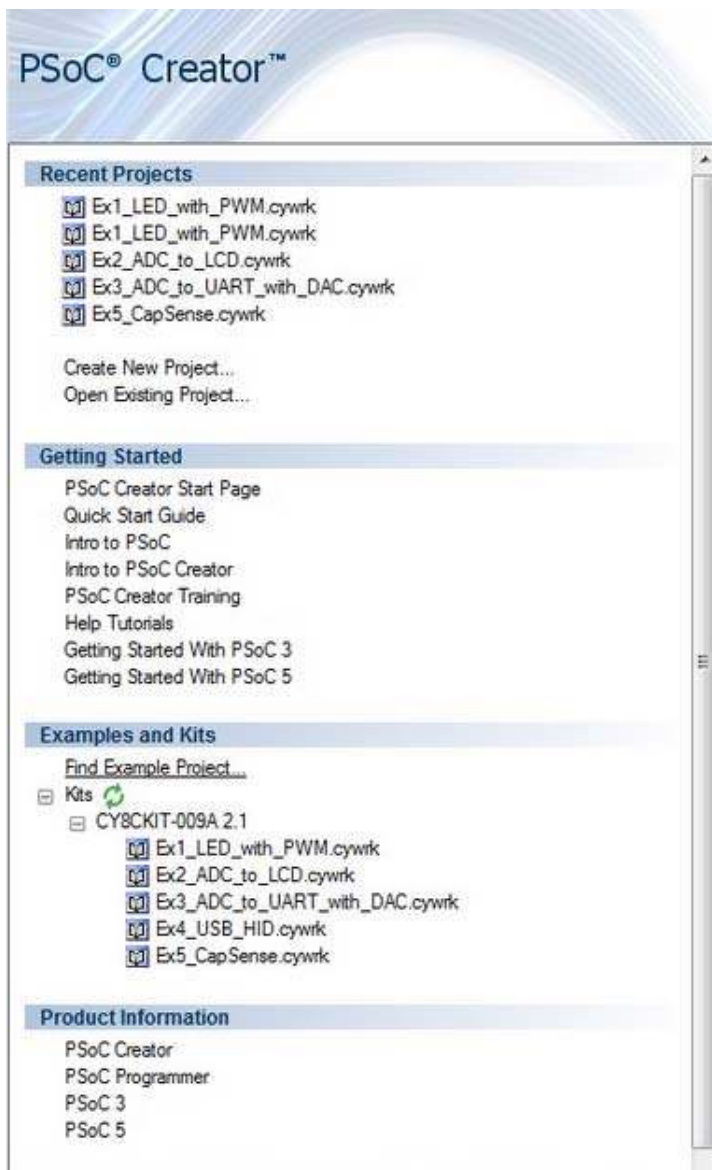 PSoC® Creator™
Recent Projects
Ex1_LED_with_PWM.cywrk
Ex1_LED_with_PWM.cywrk
Ex2_ADC_to_LCD.cywrk
Ex3_ADC_to_UART_with_DAC.cywrk
Ex5_CapSense.cywrk
Create New Project...
Open Existing Project...
Getting Started
PSoC Creator Start Page
Quick Start Guide
Intro to PSoC
Intro to PSoC Creator
PSoC Creator Training
Help Tutorials
Getting Started With PSoC 3
Getting Started With PSoC 5
Examples and Kits
Find Example Project...
Kits
CY8CKIT-009A 2.1
Ex1_LED_with_PWM.cywrk
Ex2_ADC_to_LCD.cywrk
Ex3_ADC_to_UART_with_DAC.cywrk
Ex4_USB_HID.cywrk
Ex5_CapSense.cywrk
Product Information
PSoC Creator
PSoC Programmer
PSoC 3
PSoC 5